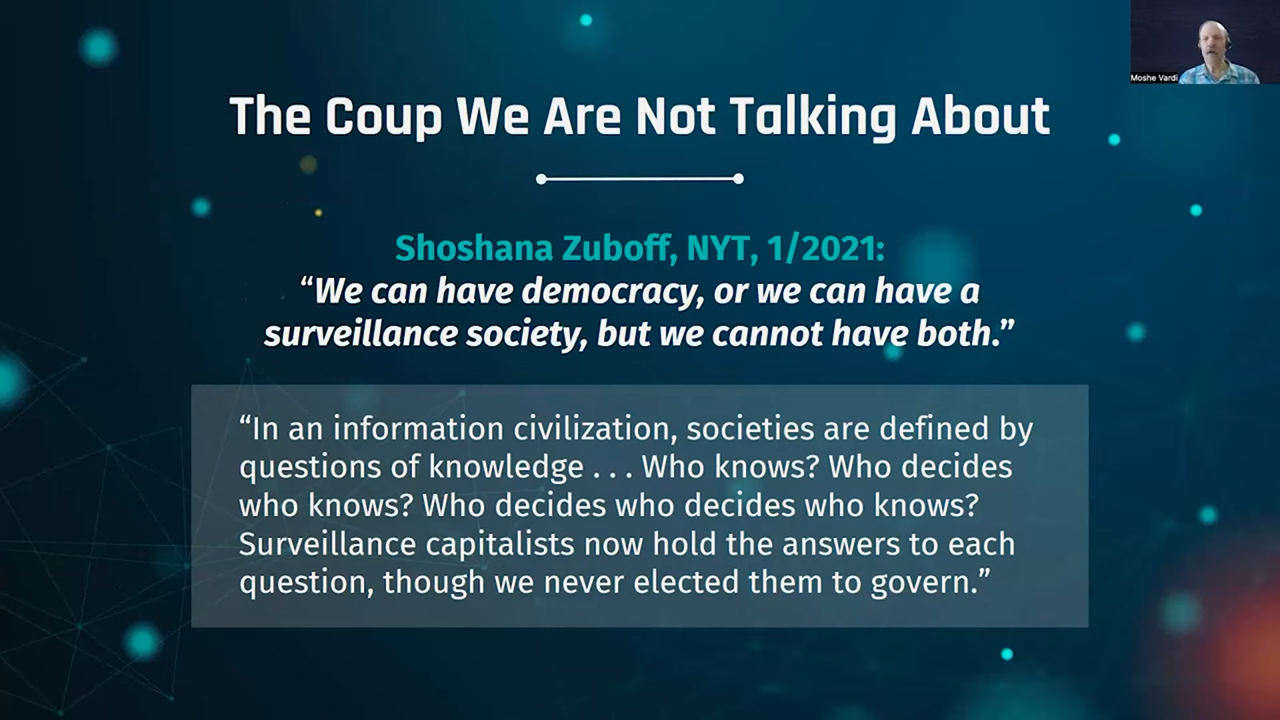 The Coup We Are Not Talking About
Moshe Vardi
Shoshana Zuboff, NYT, 1/2021:
“We can have democracy, or we can have a
surveillance society, but we cannot have both.”
“In an information civilization, societies are defined by
questions of knowledge . . . Who knows? Who decides
who knows? Who decides who decides who knows?
Surveillance capitalists now hold the answers to each
question, though we never elected them to govern.”